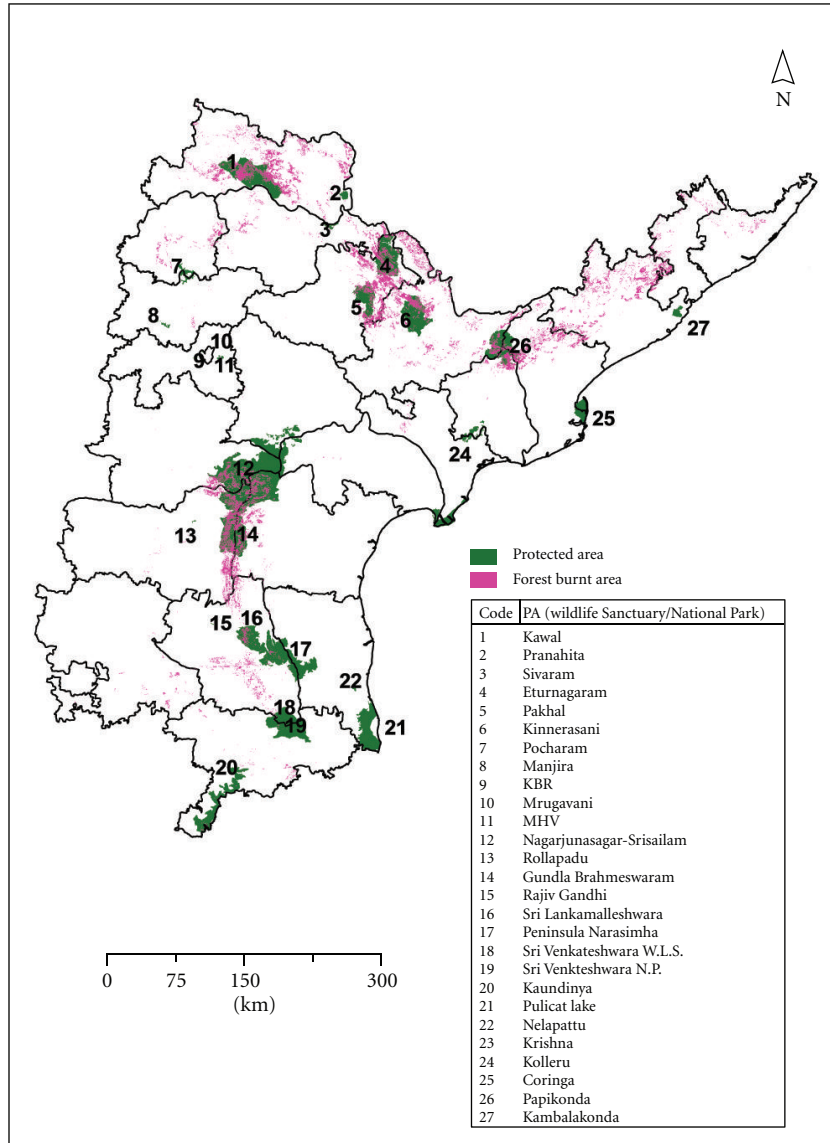 N
1
2
3
4
7
5
6
8
10
9
11
26
27
25
24
12
13
14
15
16
17
22
18
19
21
20
Protected area
Forest burnt area
0 75 150 300
(km)
Code PA (wildlife Sanctuary/National Park)
1 Kawal
2 Pranahita
3 Sivaram
4 Eturnagaram
5 Pakhal
6 Kinnerasani
7 Pocharam
8 Manjira
9 KBR
10 Mrugavani
11 MHV
12 Nagarjunasagar-Srisailam
13 Rollapadu
14 Gundla Brahmeswaram
15 Rajiv Gandhi
16 Sri Lankamalleshwara
17 Peninsula Narasimha
18 Sri Venkateshwara W.L.S.
19 Sri Venkteshwara N.P.
20 Kaundinya
21 Pulicat lake
22 Nelapattu
23 Krishna
24 Kolleru
25 Coringa
26 Papikonda
27 Kambalakonda